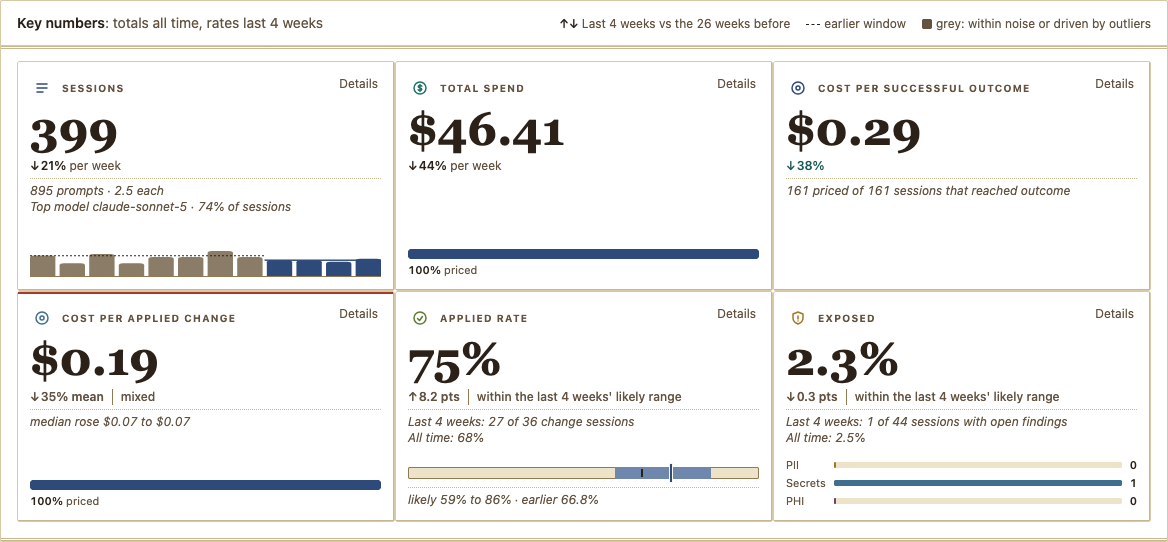 Key numbers: totals all time, rates last 4 weeks
↑↓ Last 4 weeks vs the 26 weeks before --- earlier window grey: within noise or driven by outliers
SESSIONS Details
399
↓21% per week
895 prompts · 2.5 each
Top model claude-sonnet-5 · 74% of sessions
TOTAL SPEND Details
$46.41
↓44% per week
100% priced
COST PER SUCCESSFUL OUTCOME Details
$0.29
↓38%
161 priced of 161 sessions that reached outcome
COST PER APPLIED CHANGE Details
$0.19
↓35% mean | mixed
median rose $0.07 to $0.07
100% priced
APPLIED RATE Details
75%
↑8.2 pts | within the last 4 weeks' likely range
Last 4 weeks: 27 of 36 change sessions
All time: 68%
likely 59% to 86% · earlier 66.8%
EXPOSED Details
2.3%
↓0.3 pts | within the last 4 weeks' likely range
Last 4 weeks: 1 of 44 sessions with open findings
All time: 2.5%
PII 0
Secrets 1
PHI 0